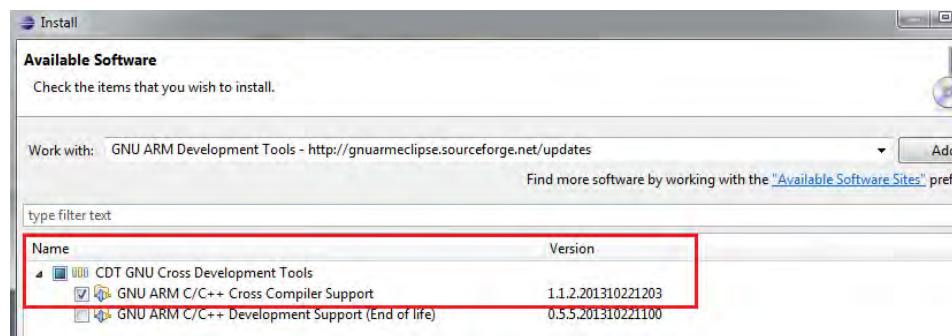 Install
Available Software
Check the items that you wish to install.
Work with: GNU ARM Development Tools - http://gnuarmeclipse.sourceforge.net/updates
Find more software by working with the "Available Software Sites" pref
type filter text
Name Version
CDT GNU Cross Development Tools
GNU ARM C/C++ Cross Compiler Support 1.1.2.201310221203
GNU ARM C/C++ Development Support (End of life) 0.5.5.201310221100